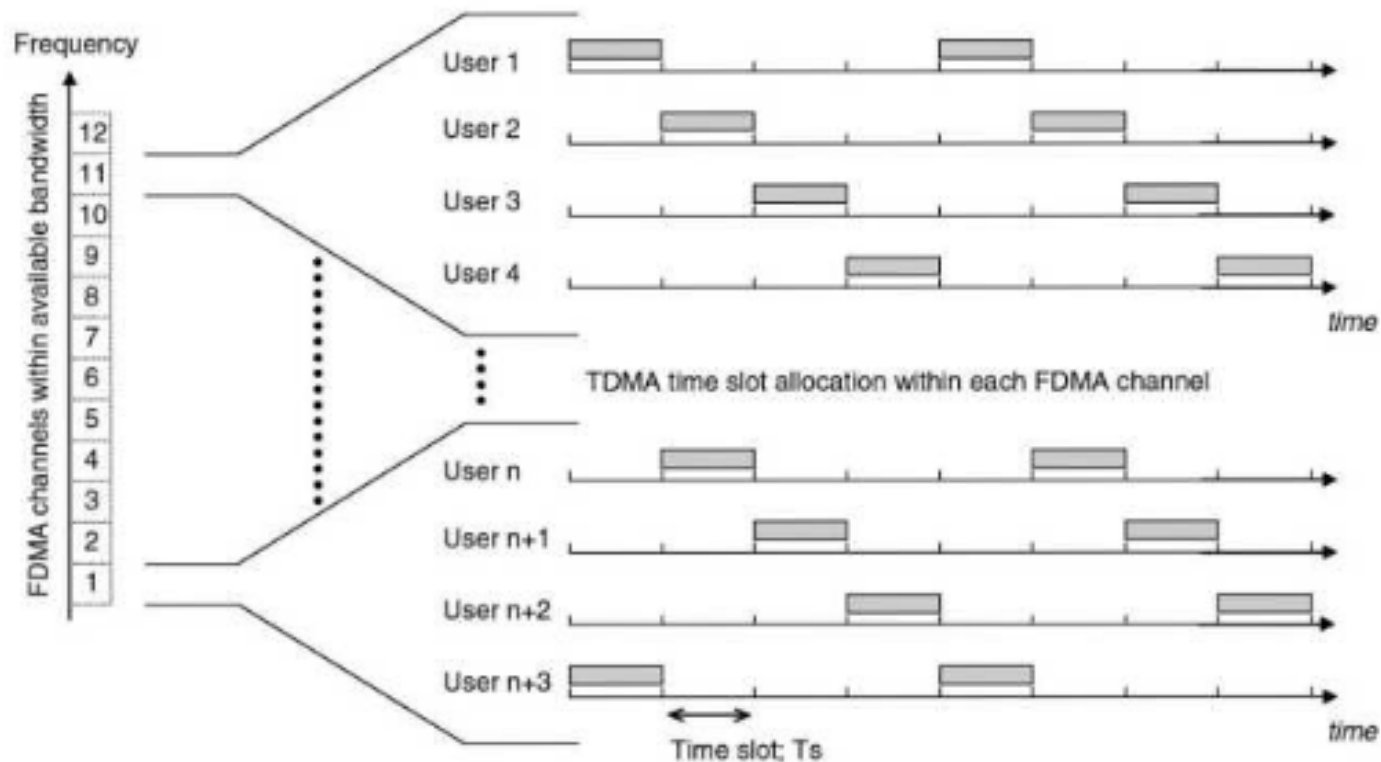 Frequency
FDMA channels within available bandwidth
12
11
10
9
8
7
6
5
4
3
2
1
User 1
User 2
User 3
User 4
time
TDMA time slot allocation within each FDMA channel
User n
User n+1
User n+2
User n+3
time
Time slot; Ts